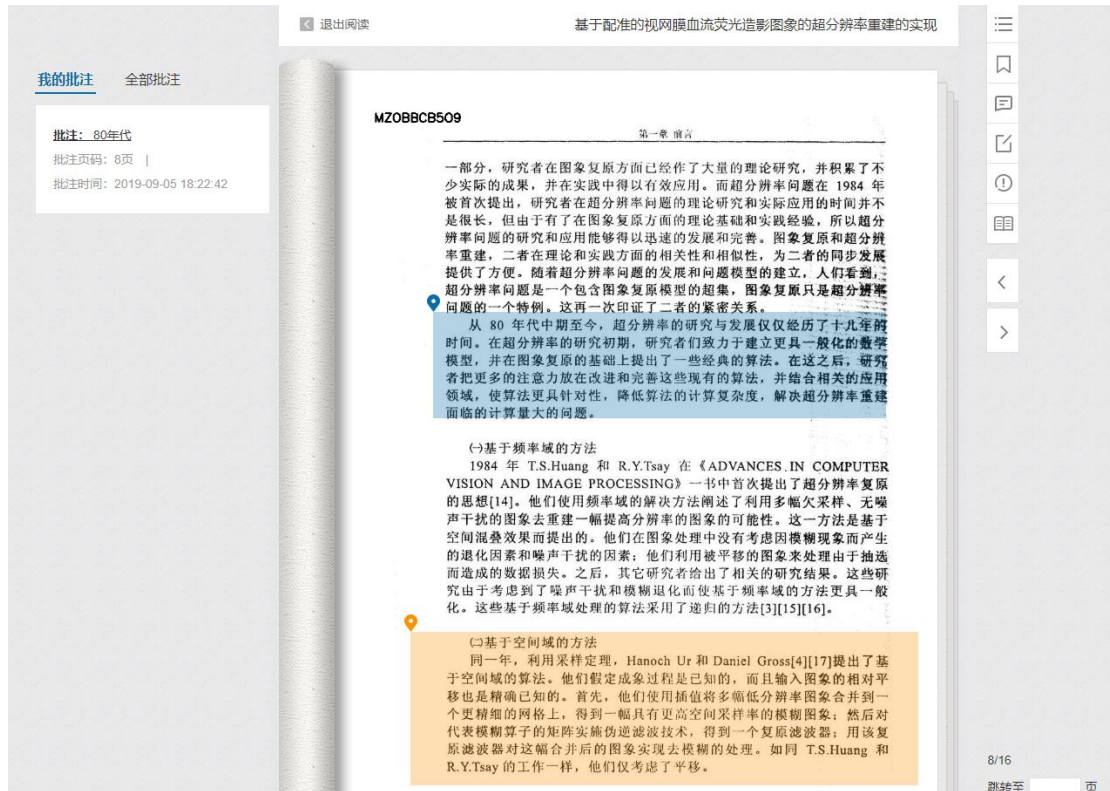 退出阅读
基于配准的视网膜血流荧光造影图象的超分辨率重建的实现
我的批注 全部批注
批注： 80年代
批注页码：8页 |
批注时间：2019-09-05 18:22:42
MZOBBCB509
第一章 前言
一部分，研究者在图象复原方面已经作了大量的理论研究，并积累了不
少实际的成果，并在实践中得以有效应用。而超分辨率问题在 1984 年
被首次提出，研究者在超分辨率问题的理论研究和实际应用的时间并不
是很长，但由于有了在图象复原方面的理论基础和实践经验，所以超分
辨率问题的研究和应用能够得以迅速的发展和完善。图象复原和超分辨
率重建，二者在理论和实践方面的相关性和相似性，为二者的同步发展
提供了方便。随着超分辨率问题的发展和问题模型的建立，人们看到，
超分辨率问题是一个包含图象复原模型的超集，图象复原只是超分辨率
问题的一个特例。这再一次印证了二者的紧密关系。
从 80 年代中期至今，超分辨率的研究与发展仅仅经历了十几年的
时间。在超分辨率的研究初期，研究者们致力于建立更具一般化的数学
模型，并在图象复原的基础上提出了一些经典的算法。在这之后，研究
者把更多的注意力放在改进和完善这些现有的算法，并结合相关的应用
领域，使算法更具针对性，降低算法的计算复杂度，解决超分辨率重建
面临的计算量大的问题。
㈠基于频率域的方法
1984 年 T.S.Huang 和 R.Y.Tsay 在《ADVANCES IN COMPUTER
VISION AND IMAGE PROCESSING》一书中首次提出了超分辨率复原
的思想[14]。他们使用频率域的解决方法阐述了利用多幅欠采样、无噪
声干扰的图象去重建一幅提高分辨率的图象的可能性。这一方法是基于
空间混叠效果而提出的。他们在图象处理中没有考虑因模糊现象而产生
的退化因素和噪声干扰的因素；他们利用被平移的图象来处理由于抽选
而造成的数据损失。之后，其它研究者给出了相关的研究结果。这些研
究由于考虑到了噪声干扰和模糊退化而使基于频率域的方法更具一般
化。这些基于频率域处理的算法采用了递归的方法[3][15][16]。
㈡基于空间域的方法
同一年，利用采样定理，Hanoch Ur 和 Daniel Gross[4][17]提出了基
于空间域的算法。他们假定成象过程是已知的，而且输入图象的相对平
移也是精确已知的。首先，他们使用插值将多幅低分辨率图象合并到一
个更精细的网格上，得到一幅具有更高空间采样率的模糊图象；然后对
代表模糊算子的矩阵实施伪逆滤波技术，得到一个复原滤波器；用该复
原滤波器对这幅合并后的图象实现去模糊的处理。如同 T.S.Huang 和
R.Y.Tsay 的工作一样，他们仅考虑了平移。
8/16
跳转至 页